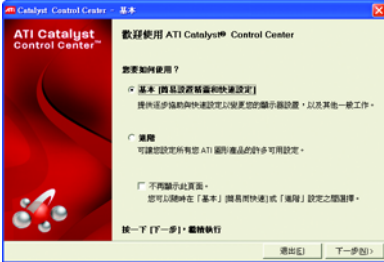 Catalyst Control Center - 基本
ATI Catalyst
Control Center™
歡迎使用 ATI Catalyst® Control Center
您要如何使用？
基本 [簡易設置精靈和快速設定]
提供逐步協助與快速設定以變更您的顯示器設置，以及其他一般工作。
進階
可讓您設定所有您 ATI 圖形產品的許多可用設定。
不再顯示此頁面。
您可以隨時在「基本」[簡易而快速]或「進階」設定之間選擇。
按一下 [下一步]，繼續執行
退出(E)
下一步(N)>